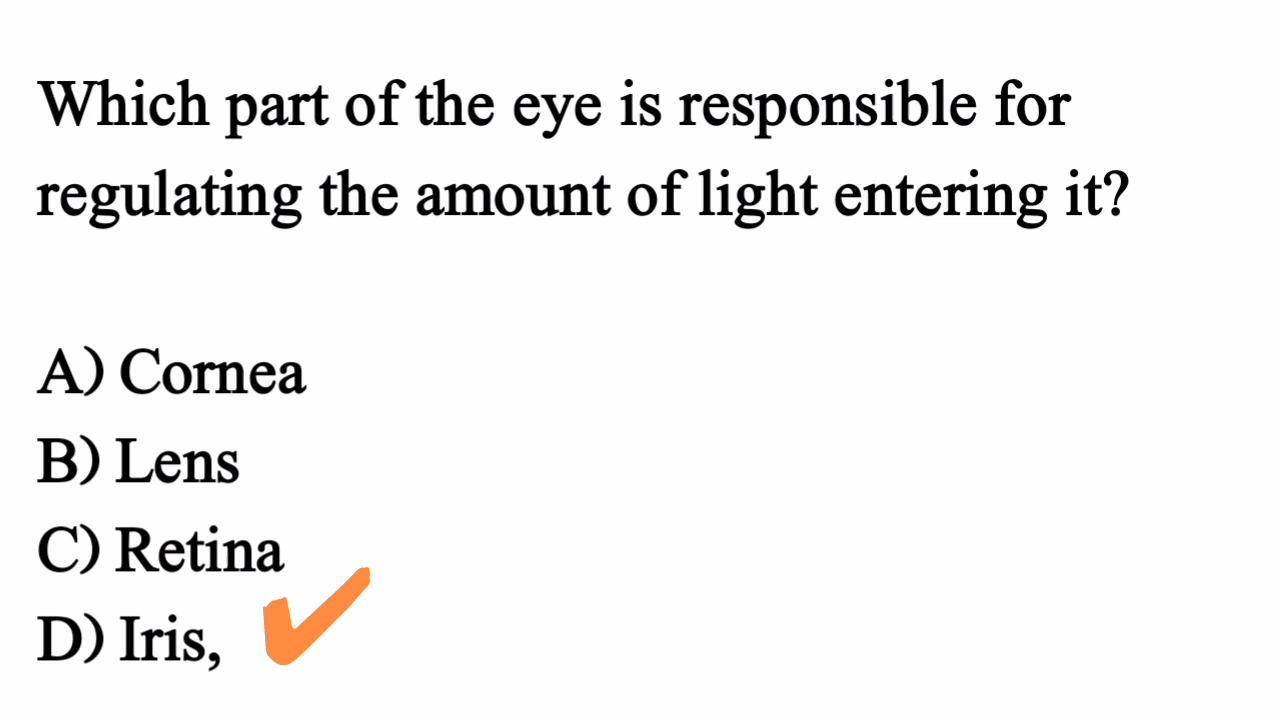 Which part of the eye is responsible for
regulating the amount of light entering it?
A) Cornea
B) Lens
C) Retina
D) Iris,